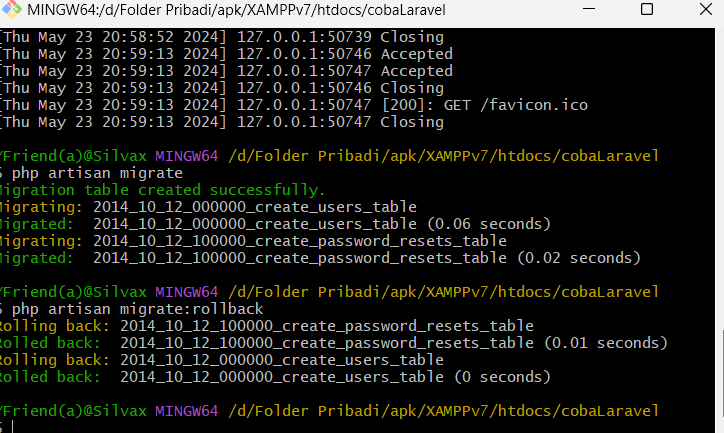 MINGW64:/d/Folder Pribadi/apk/XAMPPv7/htdocs/cobaLaravel
[Thu May 23 20:58:52 2024] 127.0.0.1:50739 Closing
[Thu May 23 20:59:13 2024] 127.0.0.1:50746 Accepted
[Thu May 23 20:59:13 2024] 127.0.0.1:50747 Accepted
[Thu May 23 20:59:13 2024] 127.0.0.1:50746 Closing
[Thu May 23 20:59:13 2024] 127.0.0.1:50747 [200]: GET /favicon.ico
[Thu May 23 20:59:13 2024] 127.0.0.1:50747 Closing
Friend(a)@Silvax MINGW64 /d/Folder Pribadi/apk/XAMPPv7/htdocs/cobaLaravel
$ php artisan migrate
Migration table created successfully.
Migrating: 2014_10_12_000000_create_users_table
Migrated:  2014_10_12_000000_create_users_table (0.06 seconds)
Migrating: 2014_10_12_100000_create_password_resets_table
Migrated:  2014_10_12_100000_create_password_resets_table (0.02 seconds)
Friend(a)@Silvax MINGW64 /d/Folder Pribadi/apk/XAMPPv7/htdocs/cobaLaravel
$ php artisan migrate:rollback
Rolling back: 2014_10_12_100000_create_password_resets_table
Rolled back:  2014_10_12_100000_create_password_resets_table (0.01 seconds)
Rolling back: 2014_10_12_000000_create_users_table
Rolled back:  2014_10_12_000000_create_users_table (0 seconds)
Friend(a)@Silvax MINGW64 /d/Folder Pribadi/apk/XAMPPv7/htdocs/cobaLaravel
$